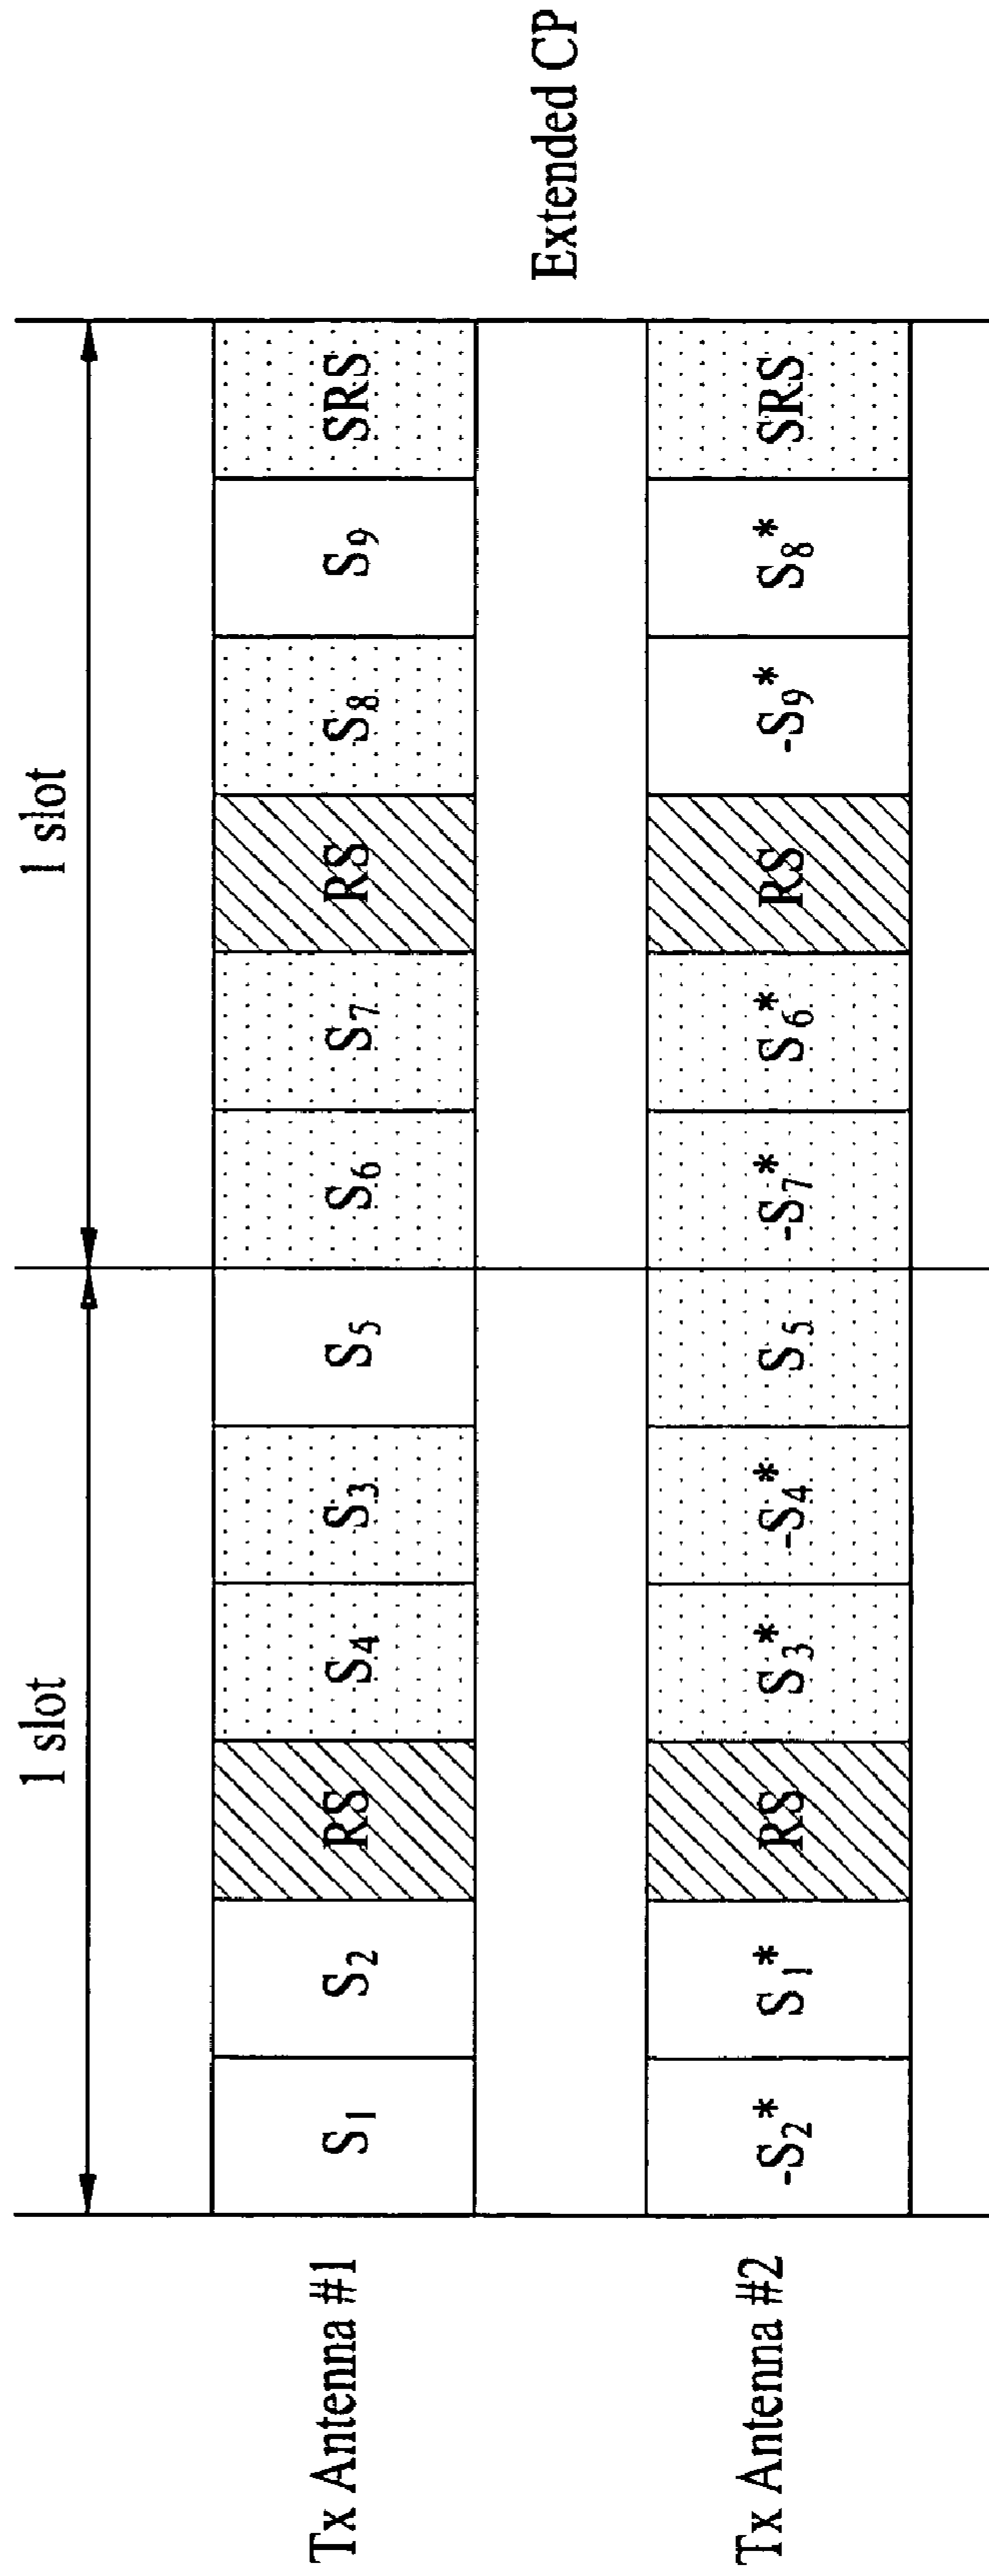 1 slot 1 slot
Tx Antenna #1 S1 S2 RS S4 S3 S5 S6 S7 RS S8 S9 SRS
Extended CP
Tx Antenna #2 -S2* S1* RS S3* -S4* S5 -S7* S6* RS -S9* S8* SRS